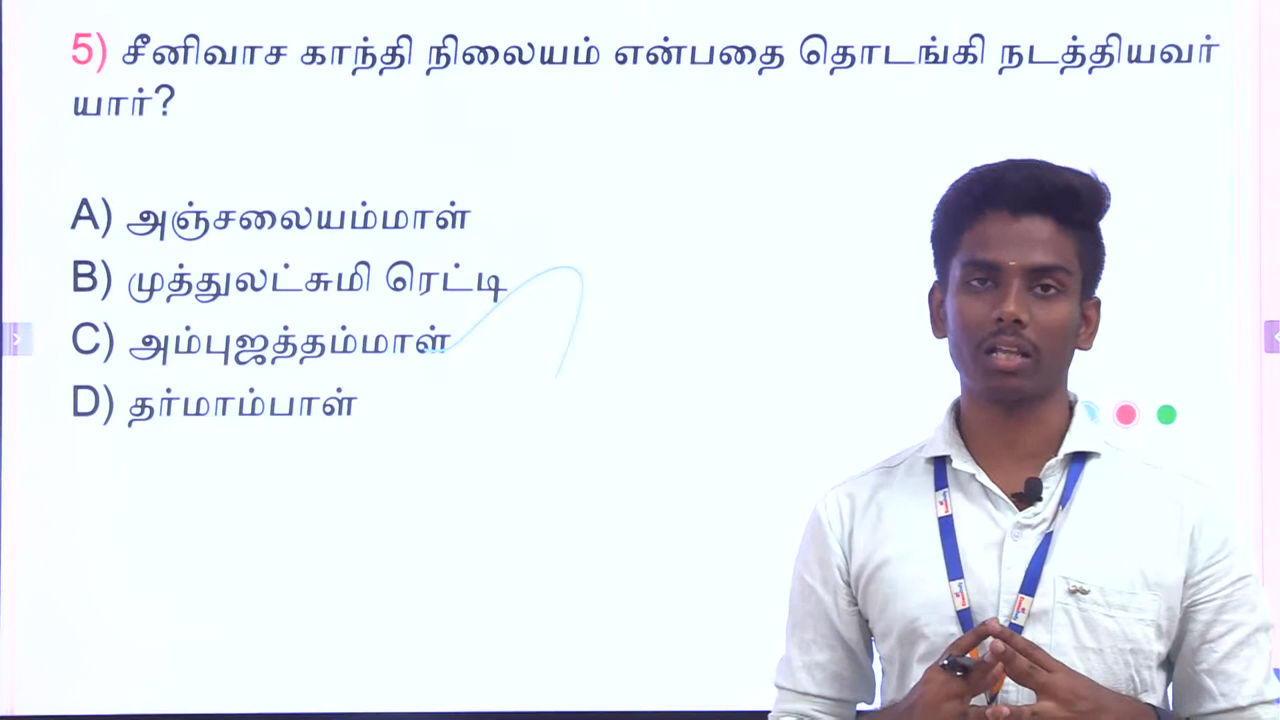 5) சீனிவாச காந்தி நிலையம் என்பதை தொடங்கி நடத்தியவர்
யார்?
A) அஞ்சலையம்மாள்
B) முத்துலட்சுமி ரெட்டி
C) அம்புஜத்தம்மாள்
D) தர்மாம்பாள்